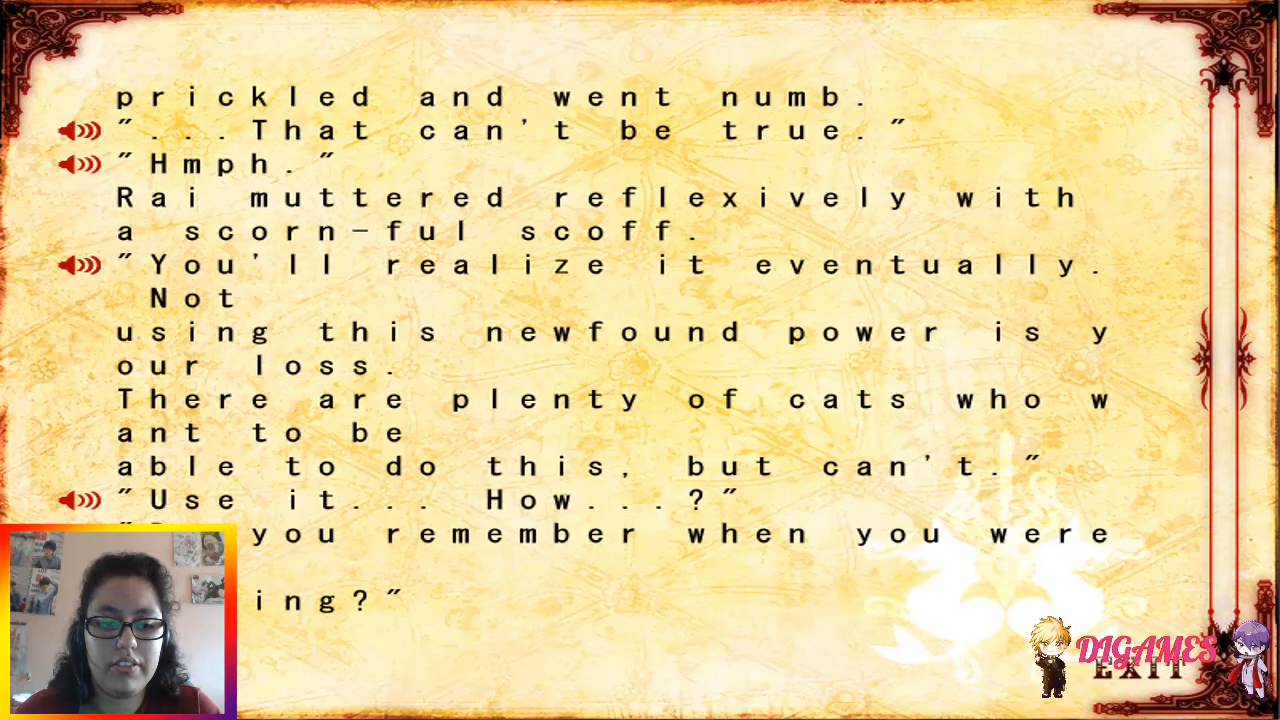 prickled and went numb.
"...That can't be true."
"Hmph."
Rai muttered reflexively with
a scorn-ful scoff.
"You'll realize it eventually.
Not
using this newfound power is y
our loss.
There are plenty of cats who w
ant to be
able to do this, but can't."
"Use it... How...?"
you remember when you were
ing?"
DIGAMES
EXIT